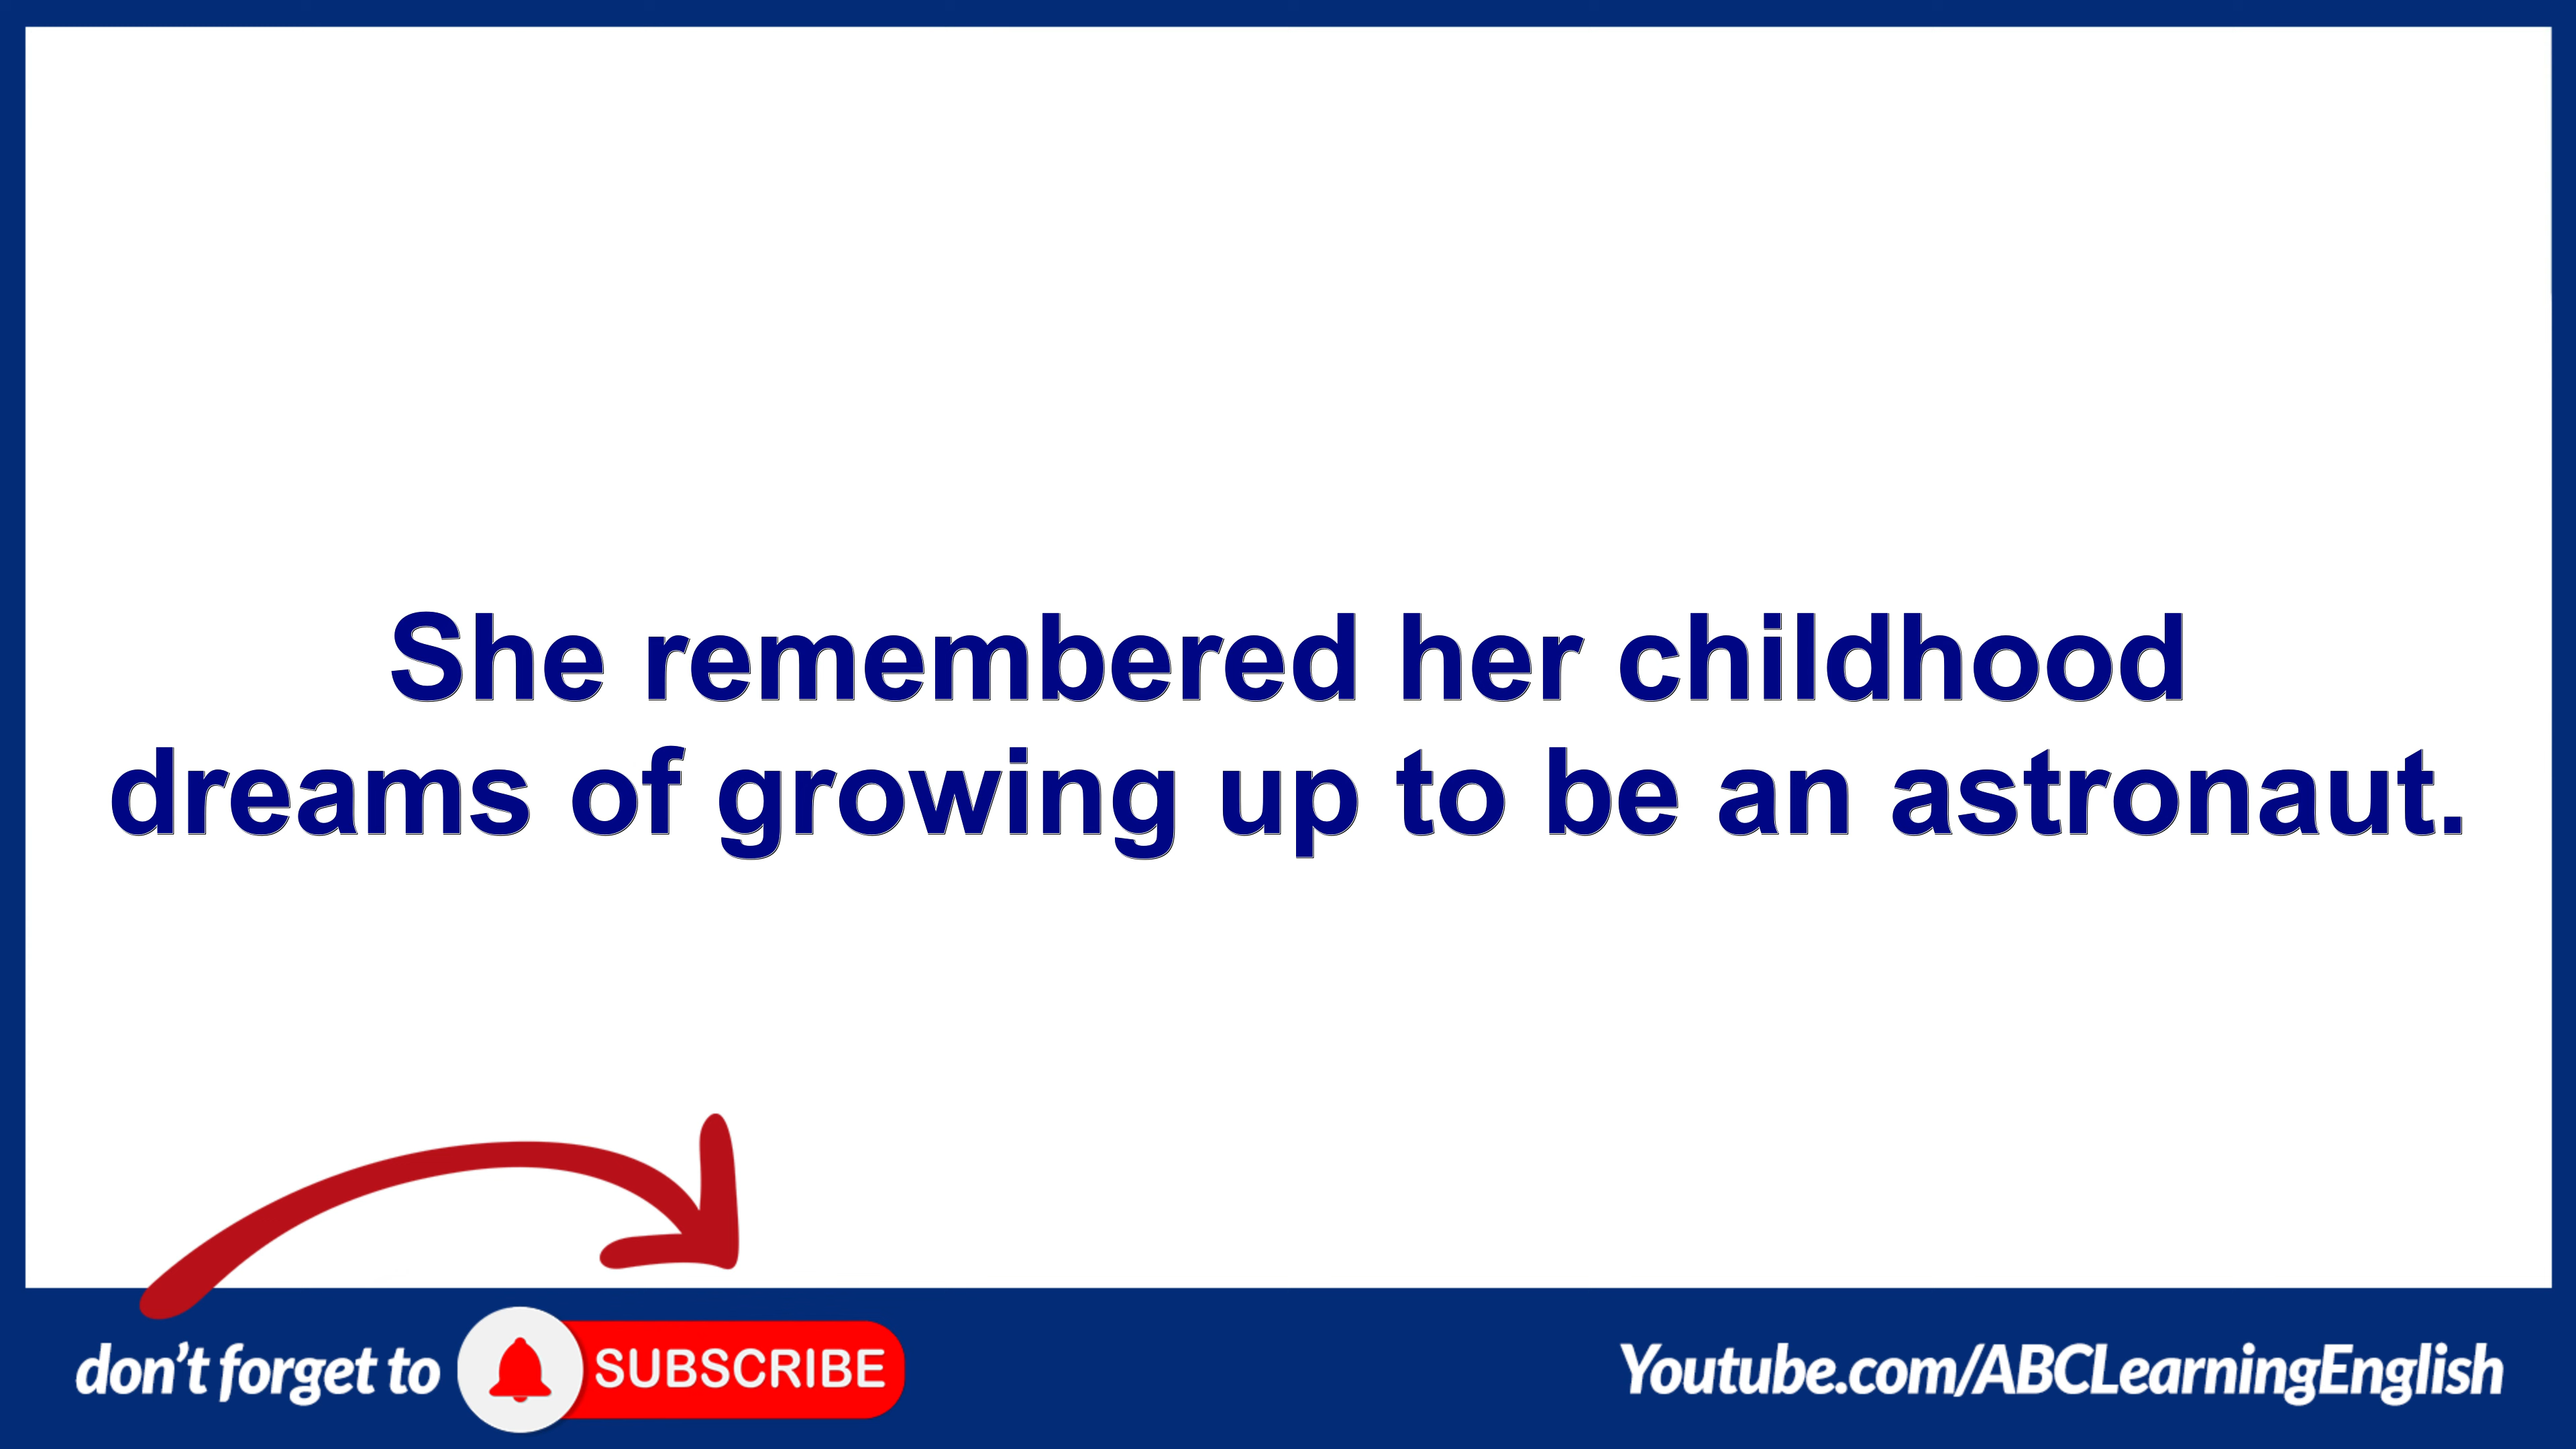 She remembered her childhood
dreams of growing up to be an astronaut.
don't forget to SUBSCRIBE
Youtube.com/ABCLearningEnglish